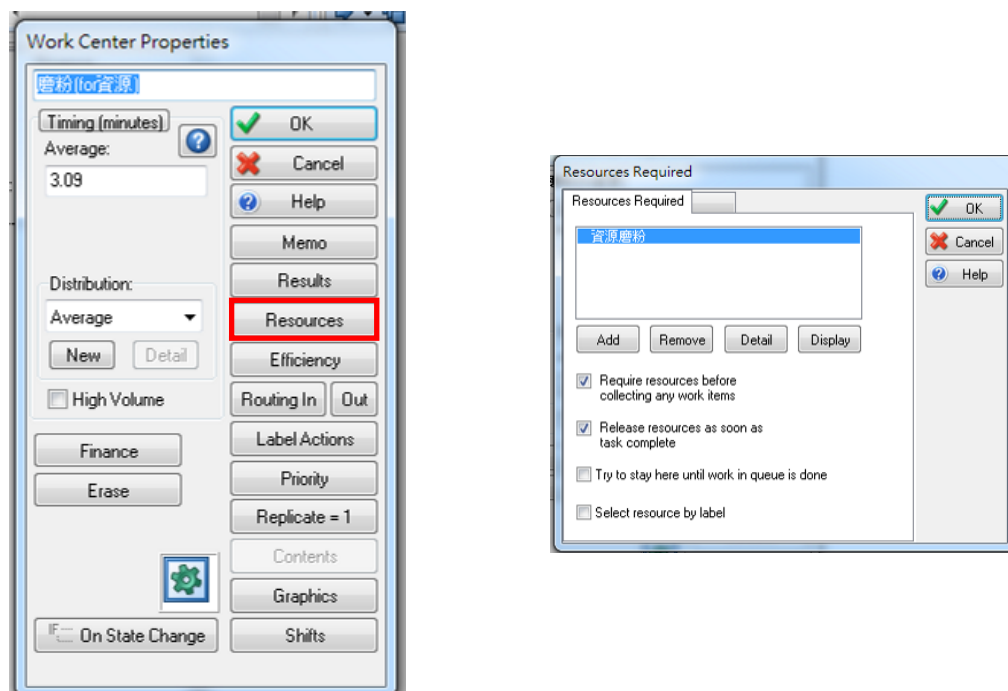 Work Center Properties
磨粉(for資源)
Timing (minutes)
Average:
3.09
Distribution:
Average
New
Detail
High Volume
Finance
Erase
On State Change
OK
Cancel
Help
Memo
Results
Resources
Efficiency
Routing In
Out
Label Actions
Priority
Replicate = 1
Contents
Graphics
Shifts
Resources Required
Resources Required
資源磨粉
Add
Remove
Detail
Display
Require resources before
collecting any work items
Release resources as soon as
task complete
Try to stay here until work in queue is done
Select resource by label
OK
Cancel
Help